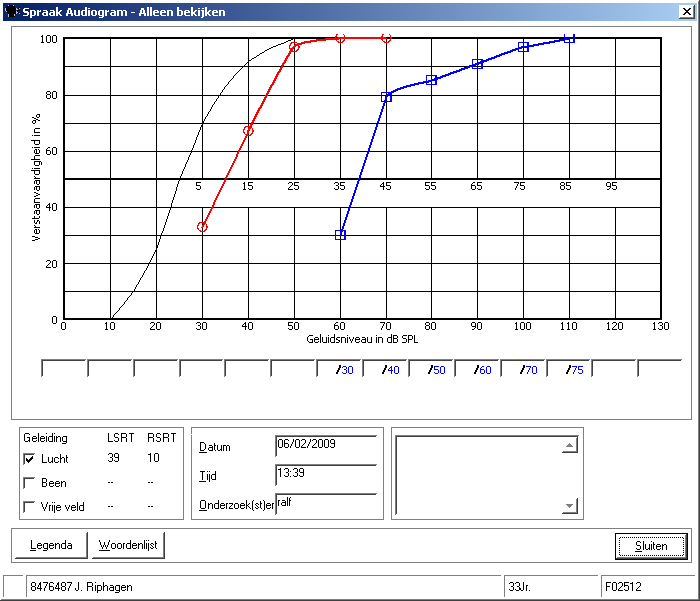 Spraak Audiogram - Alleen bekijken
Verstaanvaardigheid in %
100
80
60
5 15 25 35 45 55 65 75 85 95
40
20
0
0 10 20 30 40 50 60 70 80 90 100 110 120 130
Geluidsniveau in dB SPL
/30 /40 /50 /60 /70 /75
Geleiding LSRT RSRT
Lucht 39 10
Been -- --
Vrije veld -- --
Datum 06/02/2009
Tijd 13:39
Onderzoek(st)er ralf
Legenda Woordenlijst Sluiten
8476487 J. Riphagen 33Jr. F02512